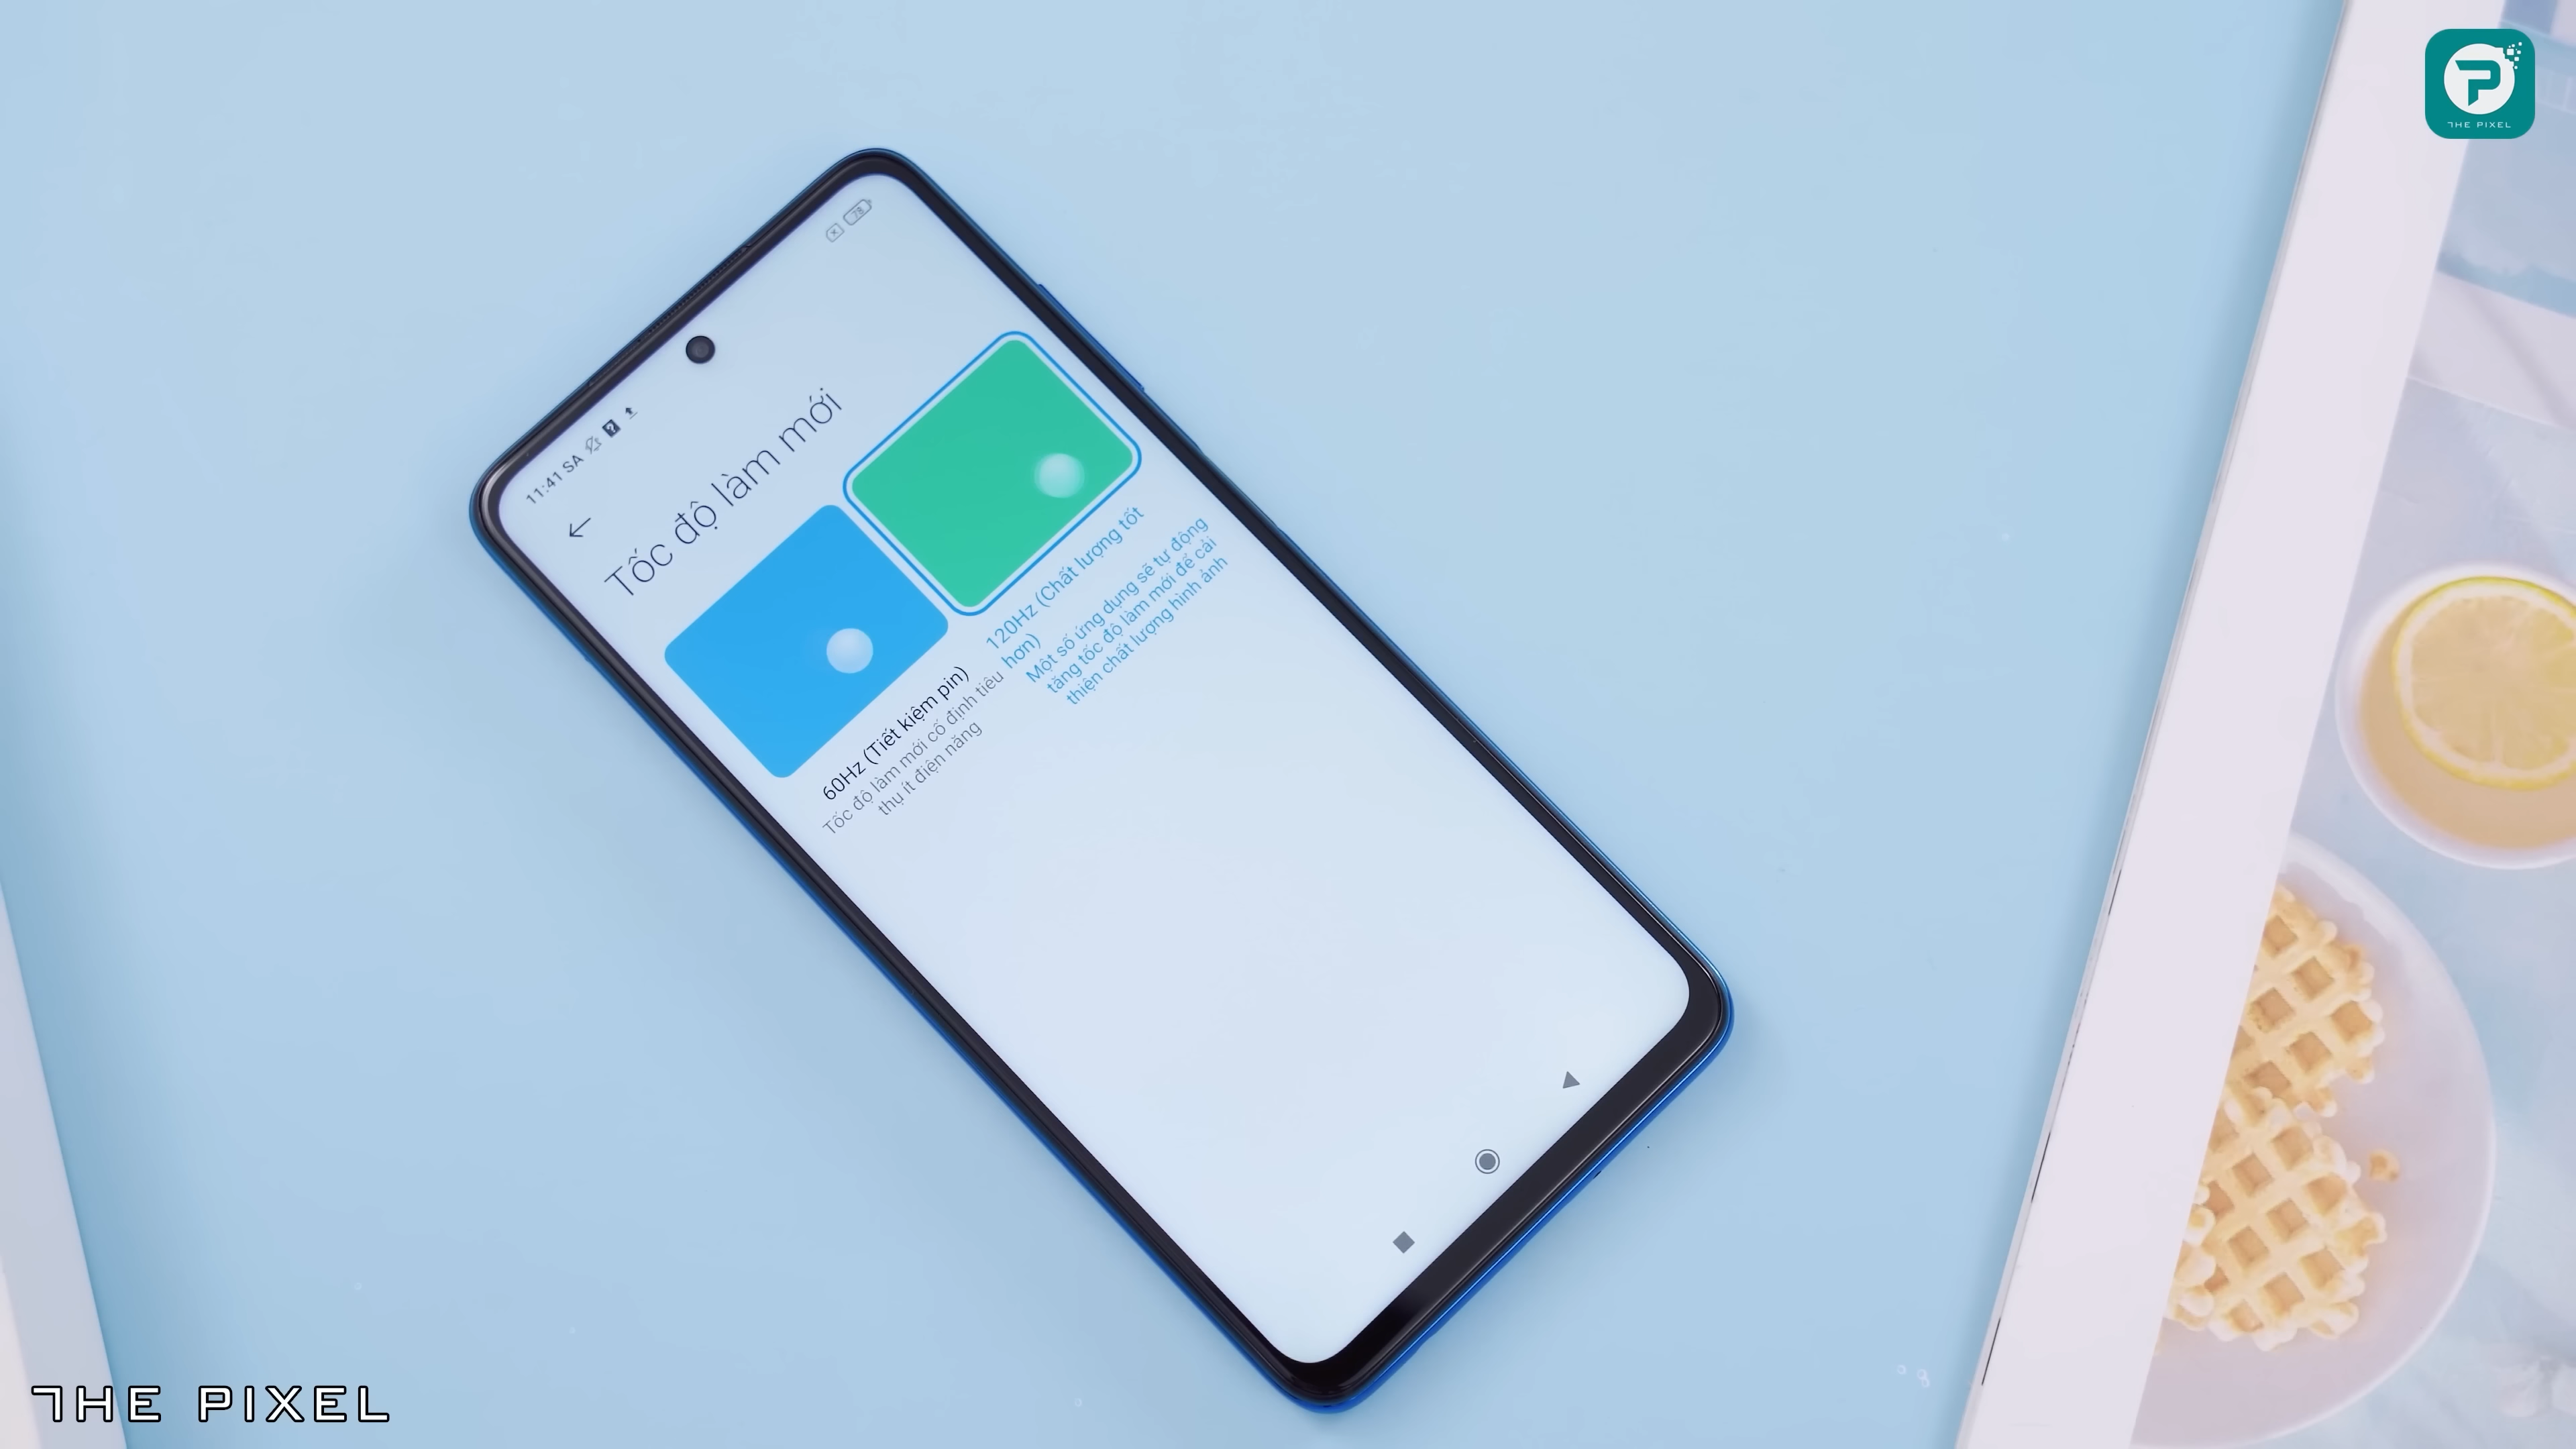 THE PIXEL
11:41 SA
78
Tốc độ làm mới
60Hz (Tiết kiệm pin)
Tốc độ làm mới cố định tiêu
thụ ít điện năng
120Hz (Chất lượng tốt
hơn)
Một số ứng dụng sẽ tự động
tăng tốc độ làm mới để cải
thiện chất lượng hình ảnh
THE PIXEL